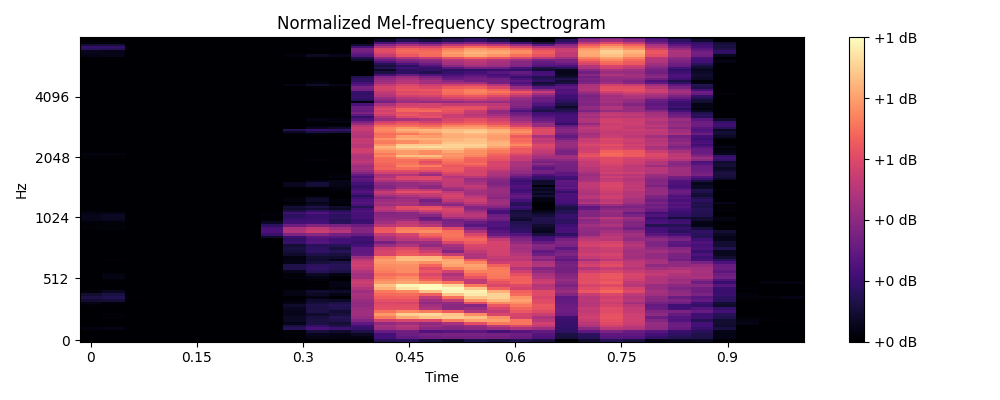 Normalized Mel-frequency spectrogram
Hz
4096
2048
1024
512
0
0 0.15 0.3 0.45 0.6 0.75 0.9
Time
+1 dB
+1 dB
+1 dB
+0 dB
+0 dB
+0 dB